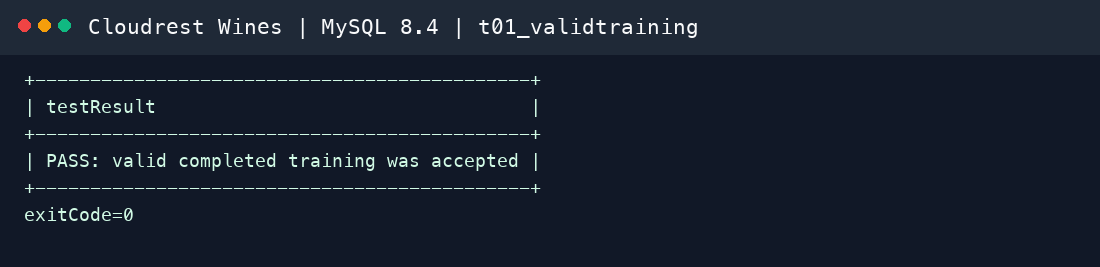 Cloudrest Wines | MySQL 8.4 | t01_validtraining
+---------------------------------------------+
| testResult                                  |
+---------------------------------------------+
| PASS: valid completed training was accepted |
+---------------------------------------------+
exitCode=0